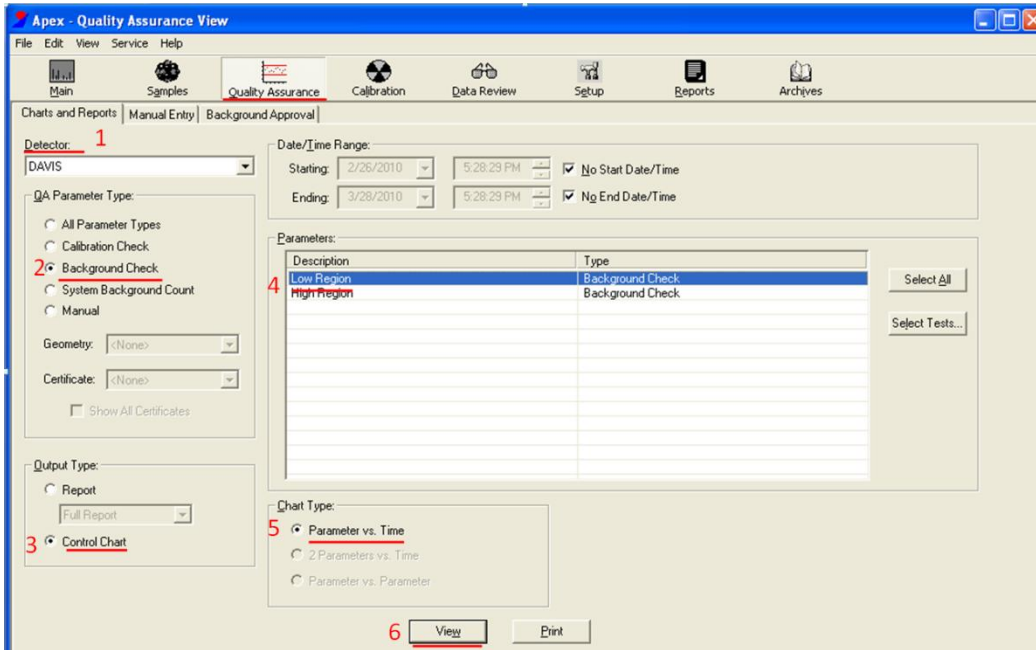 Apex - Quality Assurance View
File Edit View Service Help
Main Samples Quality Assurance Calibration Data Review Setup Reports Archives
Charts and Reports Manual Entry Background Approval
Detector: 1
DAVIS
QA Parameter Type:
All Parameter Types
Calibration Check
2 Background Check
System Background Count
Manual
Geometry: <None>
Certificate: <None>
Show All Certificates
Output Type:
Report
Full Report
3 Control Chart
Date/Time Range:
Starting: 2/26/2010 5:28:29 PM No Start Date/Time
Ending: 3/28/2010 5:28:29 PM No End Date/Time
Parameters:
Description Type
4 Low Region Background Check
High Region Background Check
Select All
Select Tests...
Chart Type:
5 Parameter vs. Time
2 Parameters vs. Time
Parameter vs. Parameter
6 View Print